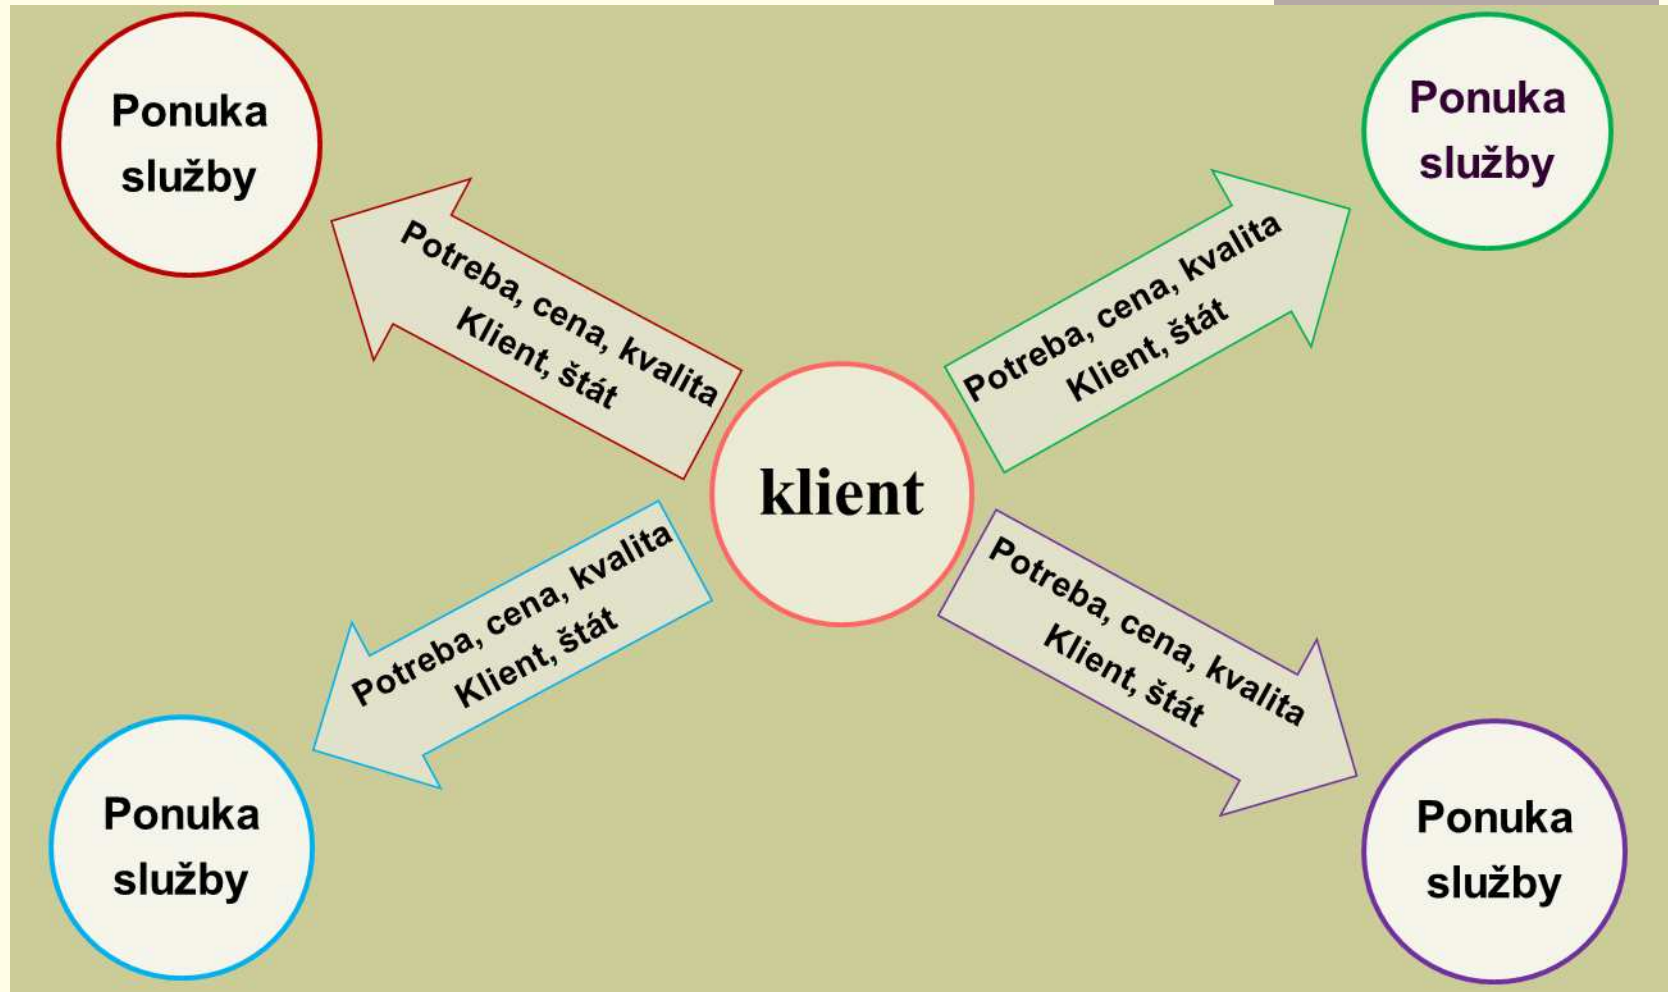 Ponuka
služby
Ponuka
služby
Potreba, cena, kvalita
Klient, štát
Potreba, cena, kvalita
Klient, štát
klient
Potreba, cena, kvalita
Klient, štát
Potreba, cena, kvalita
Klient, štát
Ponuka
služby
Ponuka
služby